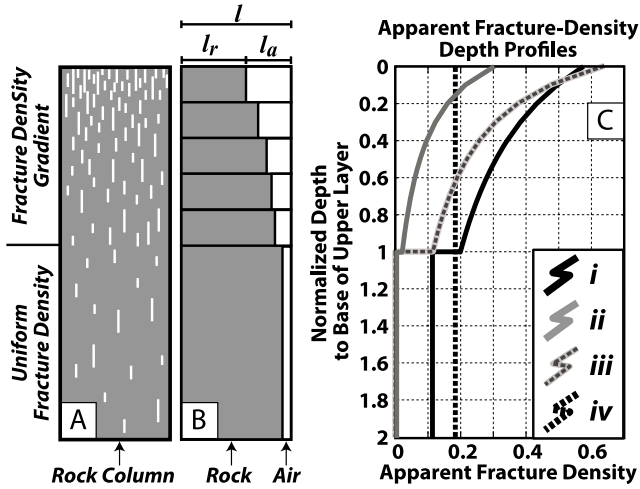 l
l_r l_a
Fracture DenSity
Gradient
Uniform
Fracture Density
A
B
Rock Column
Rock
Air
Apparent Fracture-Density
Depth Profiles
C
Normalized Depth
to Base of Upper Layer
0
0.2
0.4
0.6
0.8
1
1.2
1.4
1.6
1.8
2
i
ii
iii
iv
0 0.2 0.4 0.6
Apparent Fracture Density